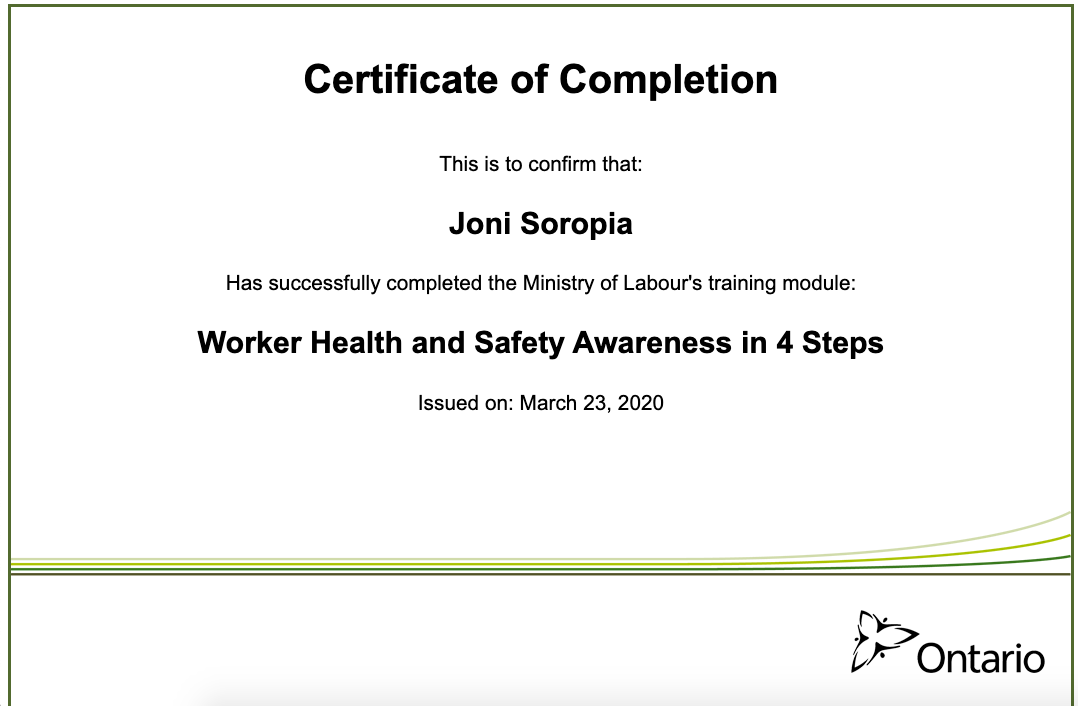 Certificate of Completion
This is to confirm that:
Joni Soropia
Has successfully completed the Ministry of Labour's training module:
Worker Health and Safety Awareness in 4 Steps
Issued on: March 23, 2020
Ontario